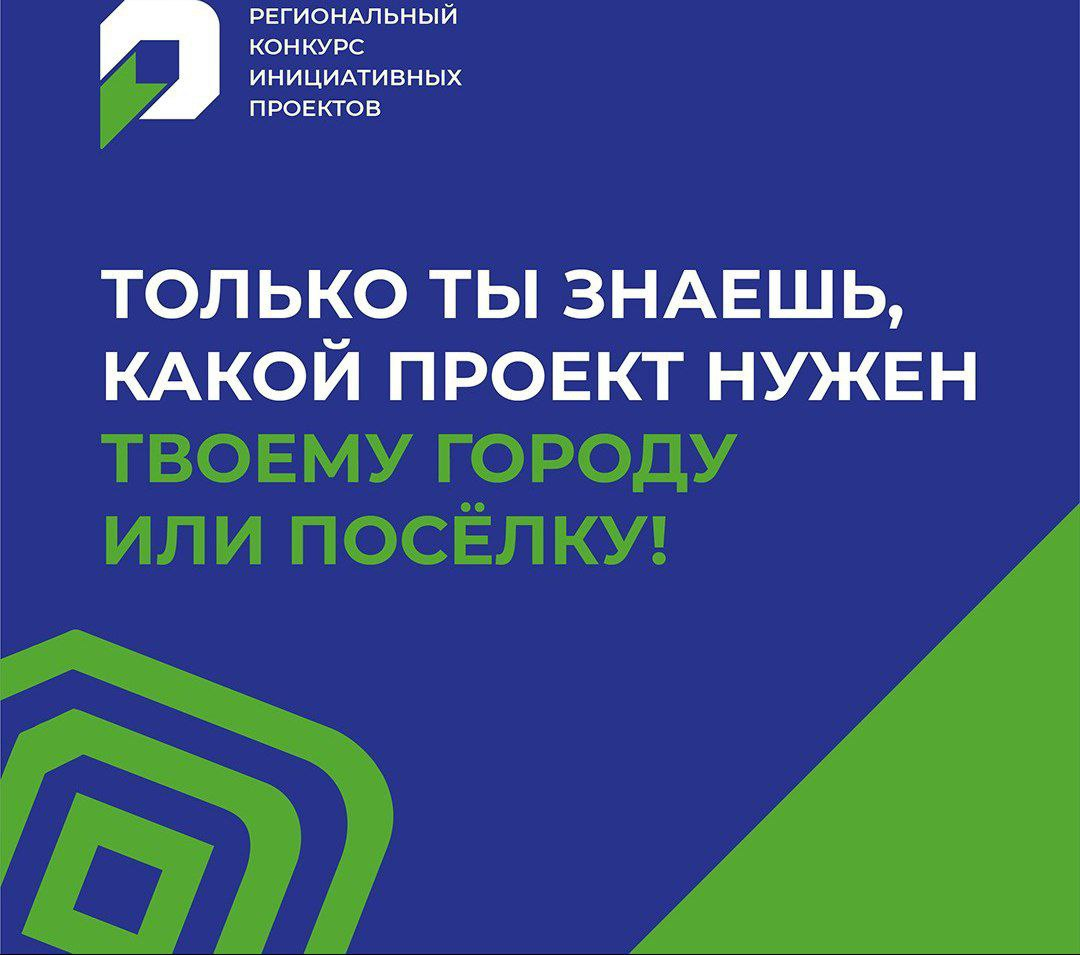 РЕГИОНАЛЬНЫЙ
КОНКУРС
ИНИЦИАТИВНЫХ
ПРОЕКТОВ
ТОЛЬКО ТЫ ЗНАЕШЬ,
КАКОЙ ПРОЕКТ НУЖЕН
ТВОЕМУ ГОРОДУ
ИЛИ ПОСЁЛКУ!